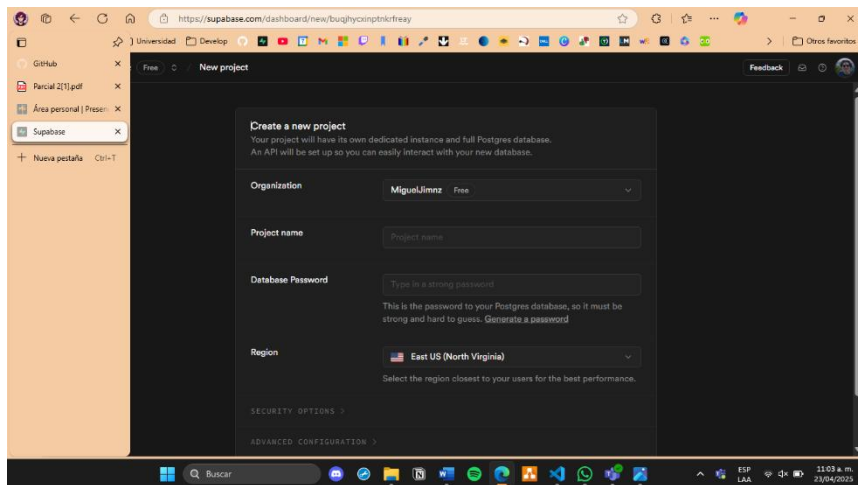 https://supabase.com/dashboard/new/buqjhycxinptnkrfreay
Universidad
Develop
Otros favoritos
GitHub
Parcial 2[1].pdf
Área personal | Presen
Supabase
Nueva pestaña Ctrl+T
Free
New project
Feedback
Create a new project
Your project will have its own dedicated instance and full Postgres database.
An API will be set up so you can easily interact with your new database.
Organization
MiguelJimnz Free
Project name
Project name
Database Password
Type in a strong password
This is the password to your Postgres database, so it must be
strong and hard to guess. Generate a password
Region
East US (North Virginia)
Select the region closest to your users for the best performance.
SECURITY OPTIONS >
ADVANCED CONFIGURATION >
Buscar
ESP
LAA
11:03 a. m.
23/04/2025